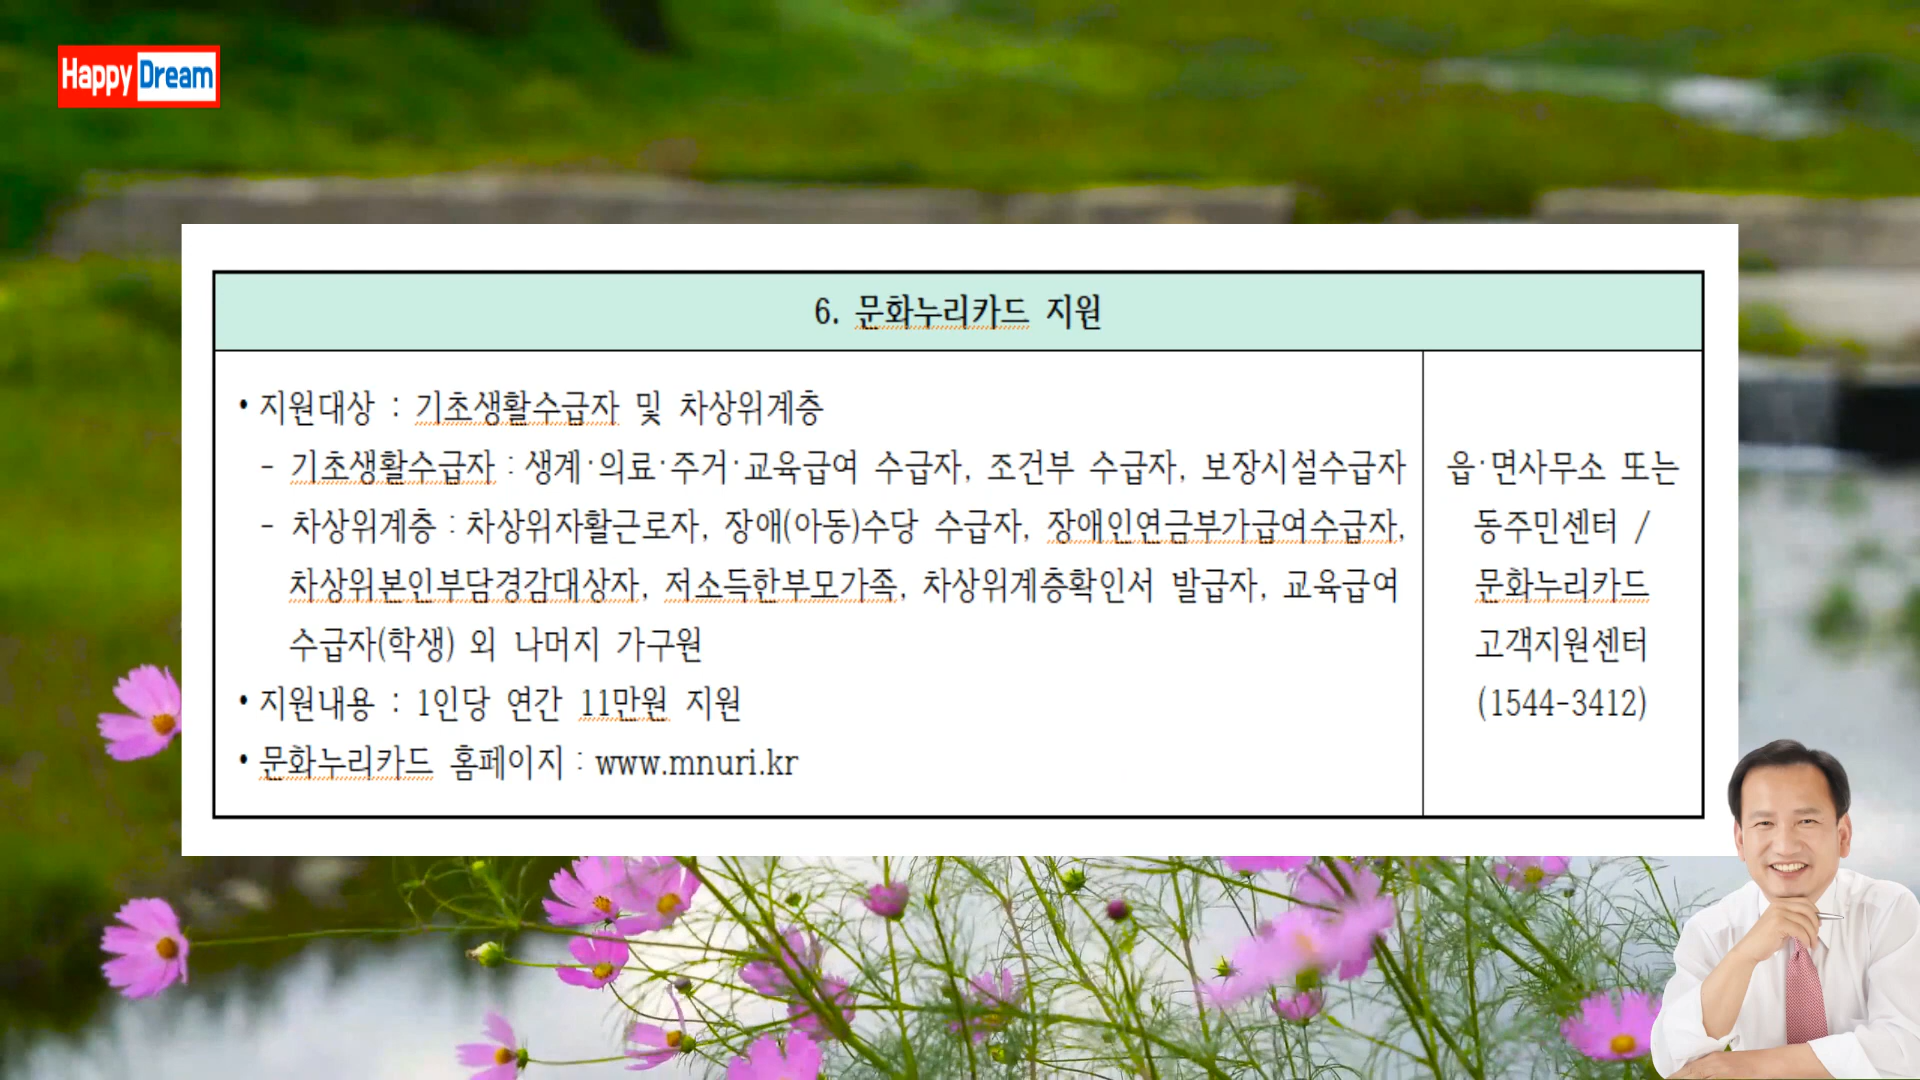 Happy Dream
6. 문화누리카드 지원
• 지원대상 : 기초생활수급자 및 차상위계층
- 기초생활수급자 : 생계·의료·주거·교육급여 수급자, 조건부 수급자, 보장시설수급자
- 차상위계층 : 차상위자활근로자, 장애(아동)수당 수급자, 장애인연금부가급여수급자,
차상위본인부담경감대상자, 저소득한부모가족, 차상위계층확인서 발급자, 교육급여
수급자(학생) 외 나머지 가구원
• 지원내용 : 1인당 연간 11만원 지원
• 문화누리카드 홈페이지 : www.mnuri.kr
읍·면사무소 또는
동주민센터 /
문화누리카드
고객지원센터
(1544-3412)